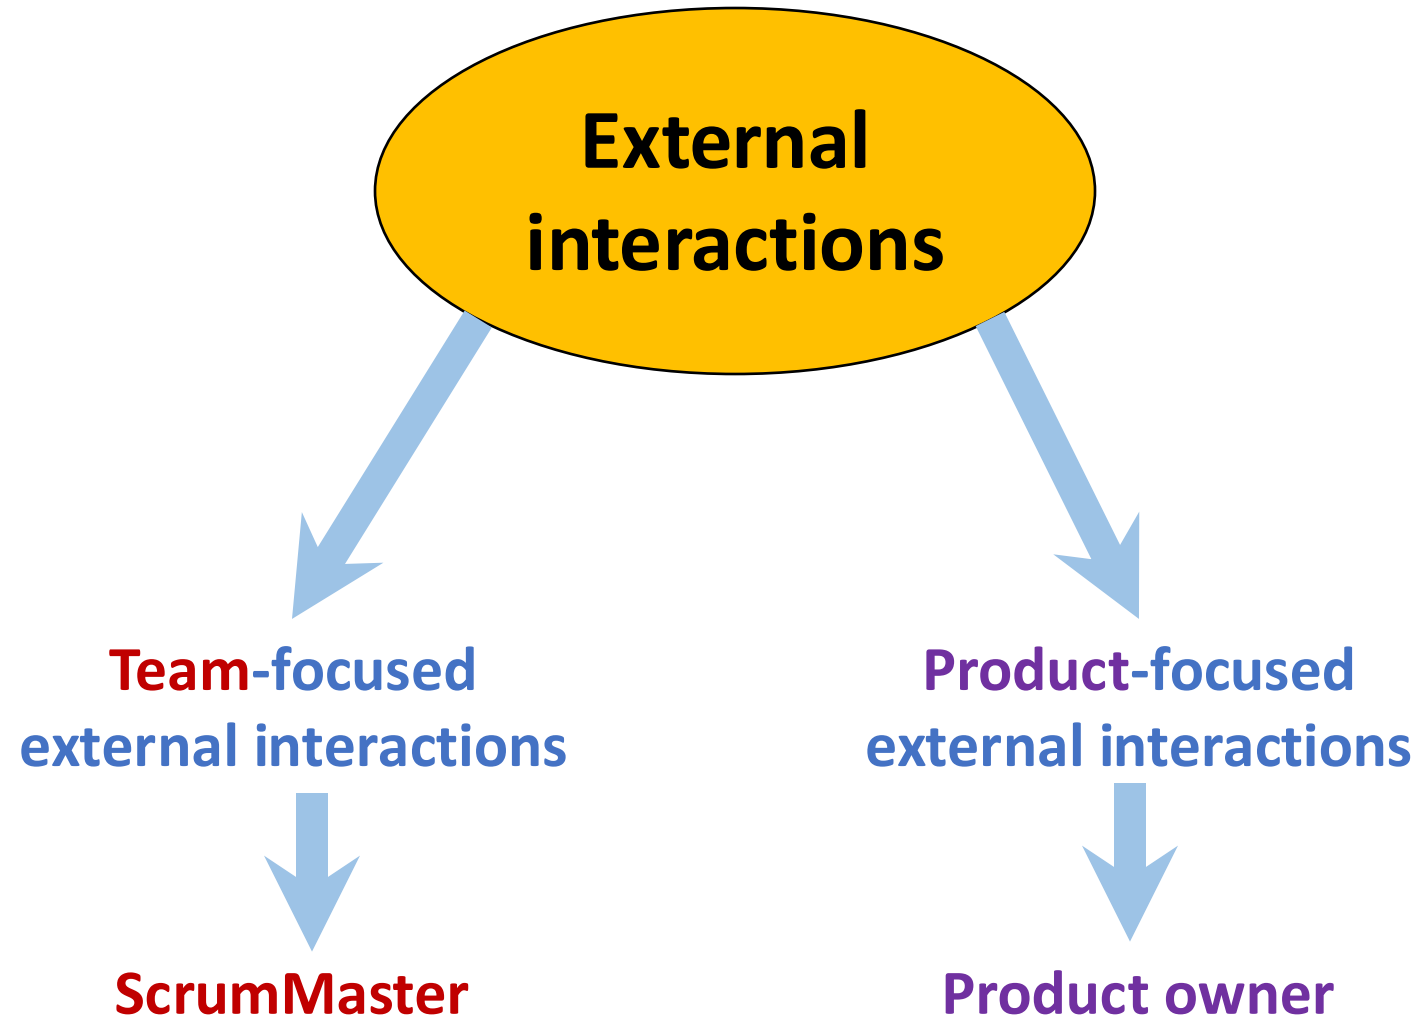 External
interactions
Team-focused
external interactions
Product-focused
external interactions
ScrumMaster
Product owner